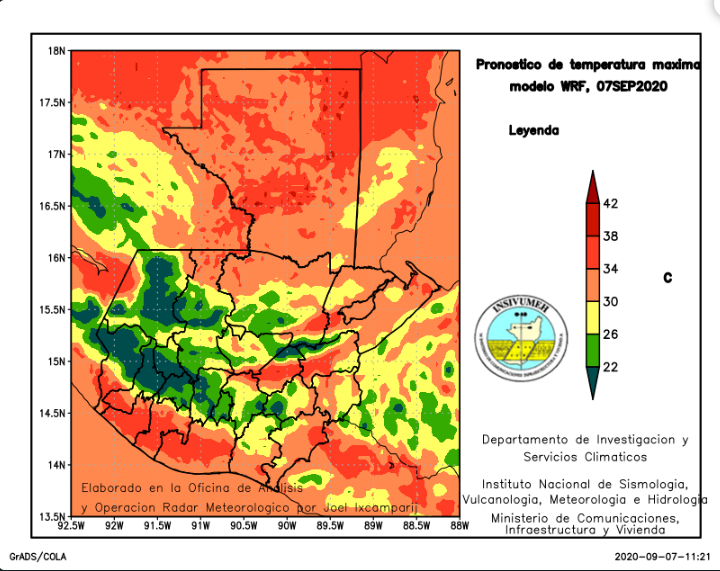 Pronostico de temperatura maxima
modelo WRF, 07SEP2020
Leyenda
42
38
34
30
26
22
C
INSIVUMEH
Departamento de Investigacion y
Servicios Climaticos
Instituto Nacional de Sismologia,
Vulcanologia, Meteorologia e Hidrologia
Ministerio de Comunicaciones,
Infraestructura y Vivienda
18N
17.5N
17N
16.5N
16N
15.5N
15N
14.5N
14N
13.5N
Elaborado en la Oficina de Analisis
y Operacion Radar Meteorologico por Joel Ixcamparij
92.5W 92W 91.5W 91W 90.5W 90W 89.5W 89W 88.5W 88W
GrADS/COLA
2020-09-07-11:21